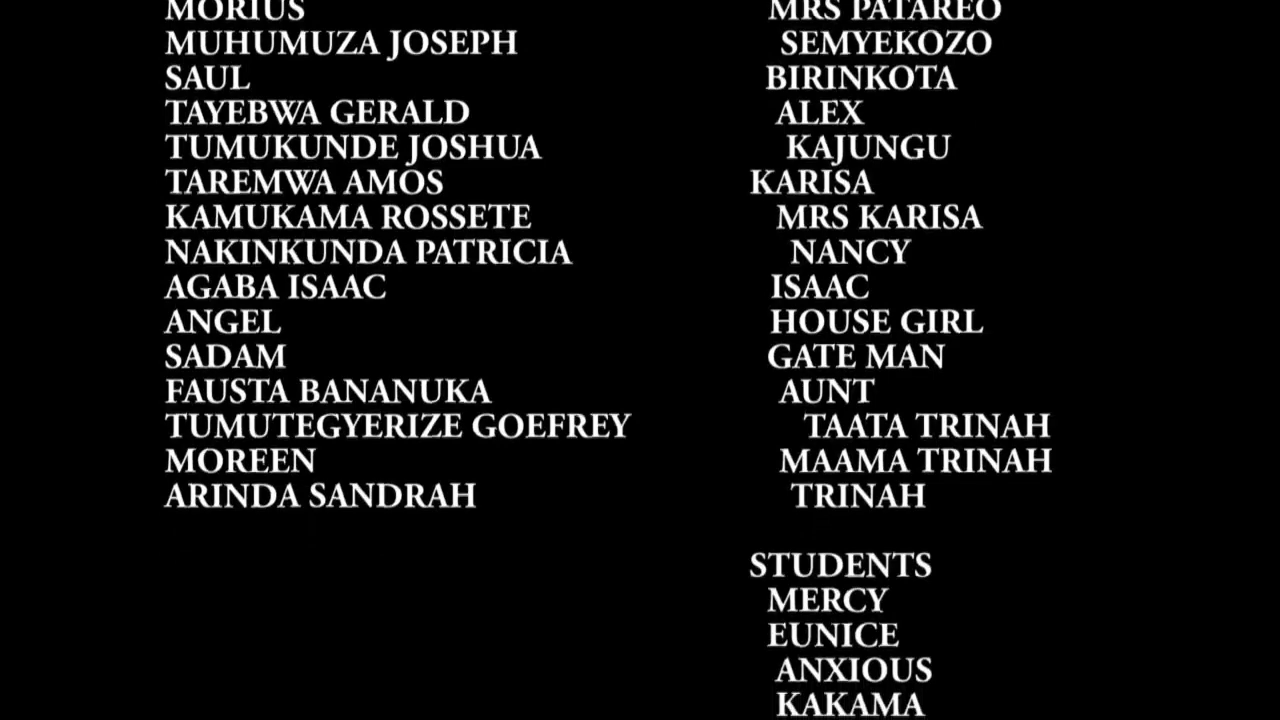 MORIUS MRS PATAREO
MUHUMUZA JOSEPH SEMYEKOZO
SAUL BIRINKOTA
TAYEBWA GERALD ALEX
TUMUKUNDE JOSHUA KAJUNGU
TAREMWA AMOS KARISA
KAMUKAMA ROSSETE MRS KARISA
NAKINKUNDA PATRICIA NANCY
AGABA ISAAC ISAAC
ANGEL HOUSE GIRL
SADAM GATE MAN
FAUSTA BANANUKA AUNT
TUMUTEGYERIZE GOEFREY TAATA TRINAH
MOREEN MAAMA TRINAH
ARINDA SANDRAH TRINAH
STUDENTS
MERCY
EUNICE
ANXIOUS
KAKAMA